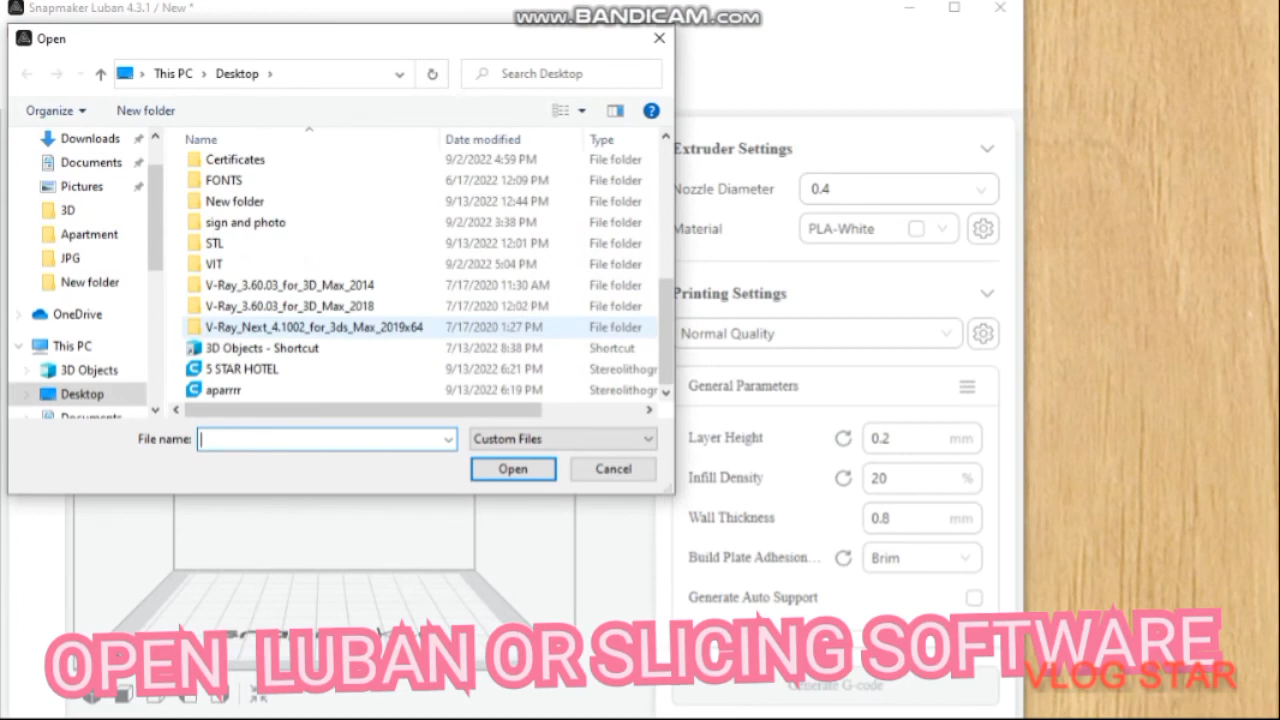 Snapmaker Luban 4.3.1 / New *
www.BANDICAM.com
Open
This PC > Desktop >
Search Desktop
Organize
New folder
Name Date modified Type
Downloads
Documents
Pictures
3D
Apartment
JPG
New folder
OneDrive
This PC
3D Objects
Desktop
Documents
Certificates 9/2/2022 4:59 PM File folder
FONTS 6/17/2022 12:09 PM File folder
New folder 9/13/2022 12:44 PM File folder
sign and photo 9/2/2022 3:38 PM File folder
STL 9/13/2022 12:01 PM File folder
VIT 9/2/2022 5:04 PM File folder
V-Ray_3.60.03_for_3D_Max_2014 7/17/2020 11:30 AM File folder
V-Ray_3.60.03_for_3D_Max_2018 7/17/2020 12:02 PM File folder
V-Ray_Next_4.1002_for_3ds_Max_2019x64 7/17/2020 1:27 PM File folder
3D Objects - Shortcut 7/13/2022 8:38 PM Shortcut
5 STAR HOTEL 9/13/2022 6:21 PM Stereolithogr
aparrrr 9/13/2022 6:19 PM Stereolithogr
File name:
Custom Files
Open
Cancel
Extruder Settings
Nozzle Diameter 0.4
Material PLA-White
Printing Settings
Normal Quality
General Parameters
Layer Height 0.2 mm
Infill Density 20 %
Wall Thickness 0.8 mm
Build Plate Adhesion... Brim
Generate Auto Support
Generate G-code
OPEN LUBAN OR SLICING SOFTWARE
VLOG STAR